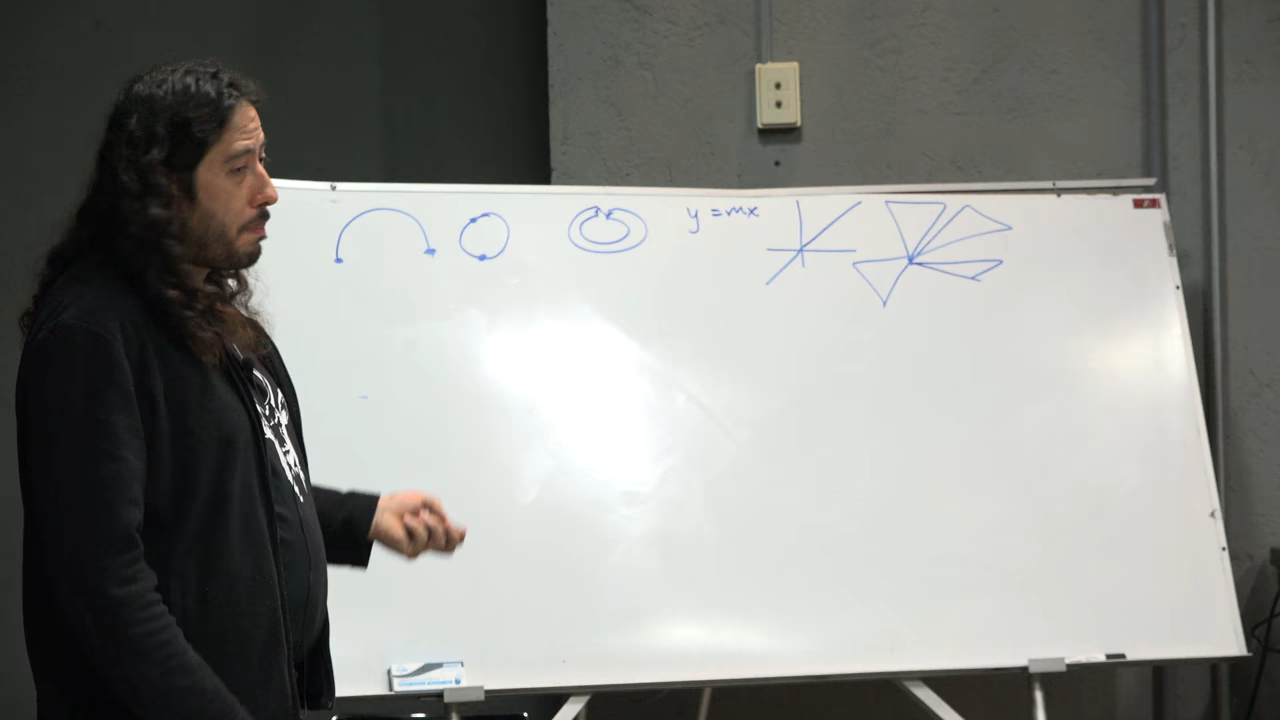 y = mx